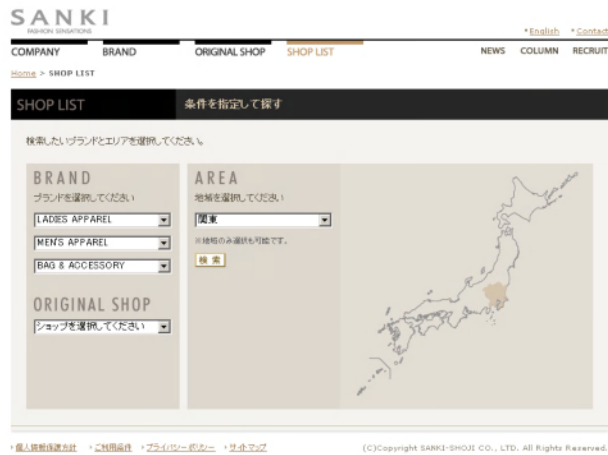 SANKI
FASHION SENSATIONS
English Contact
COMPANY BRAND ORIGINAL SHOP SHOP LIST NEWS COLUMN RECRUIT
Home > SHOP LIST
SHOP LIST 条件を指定して探す
検索したいブランドとエリアを選択してください。
BRAND
ブランドを選択してください
LADIES APPAREL
MEN'S APPAREL
BAG & ACCESSORY
ORIGINAL SHOP
ショップを選択してください
AREA
地域を選択してください
関東
※地域のみ選択も可能です。
検 索
個人情報保護方針 ご利用条件 プライバシーポリシー サイトマップ (C)Copyright SANKI-SHOJI CO., LTD. All Rights Reserved.